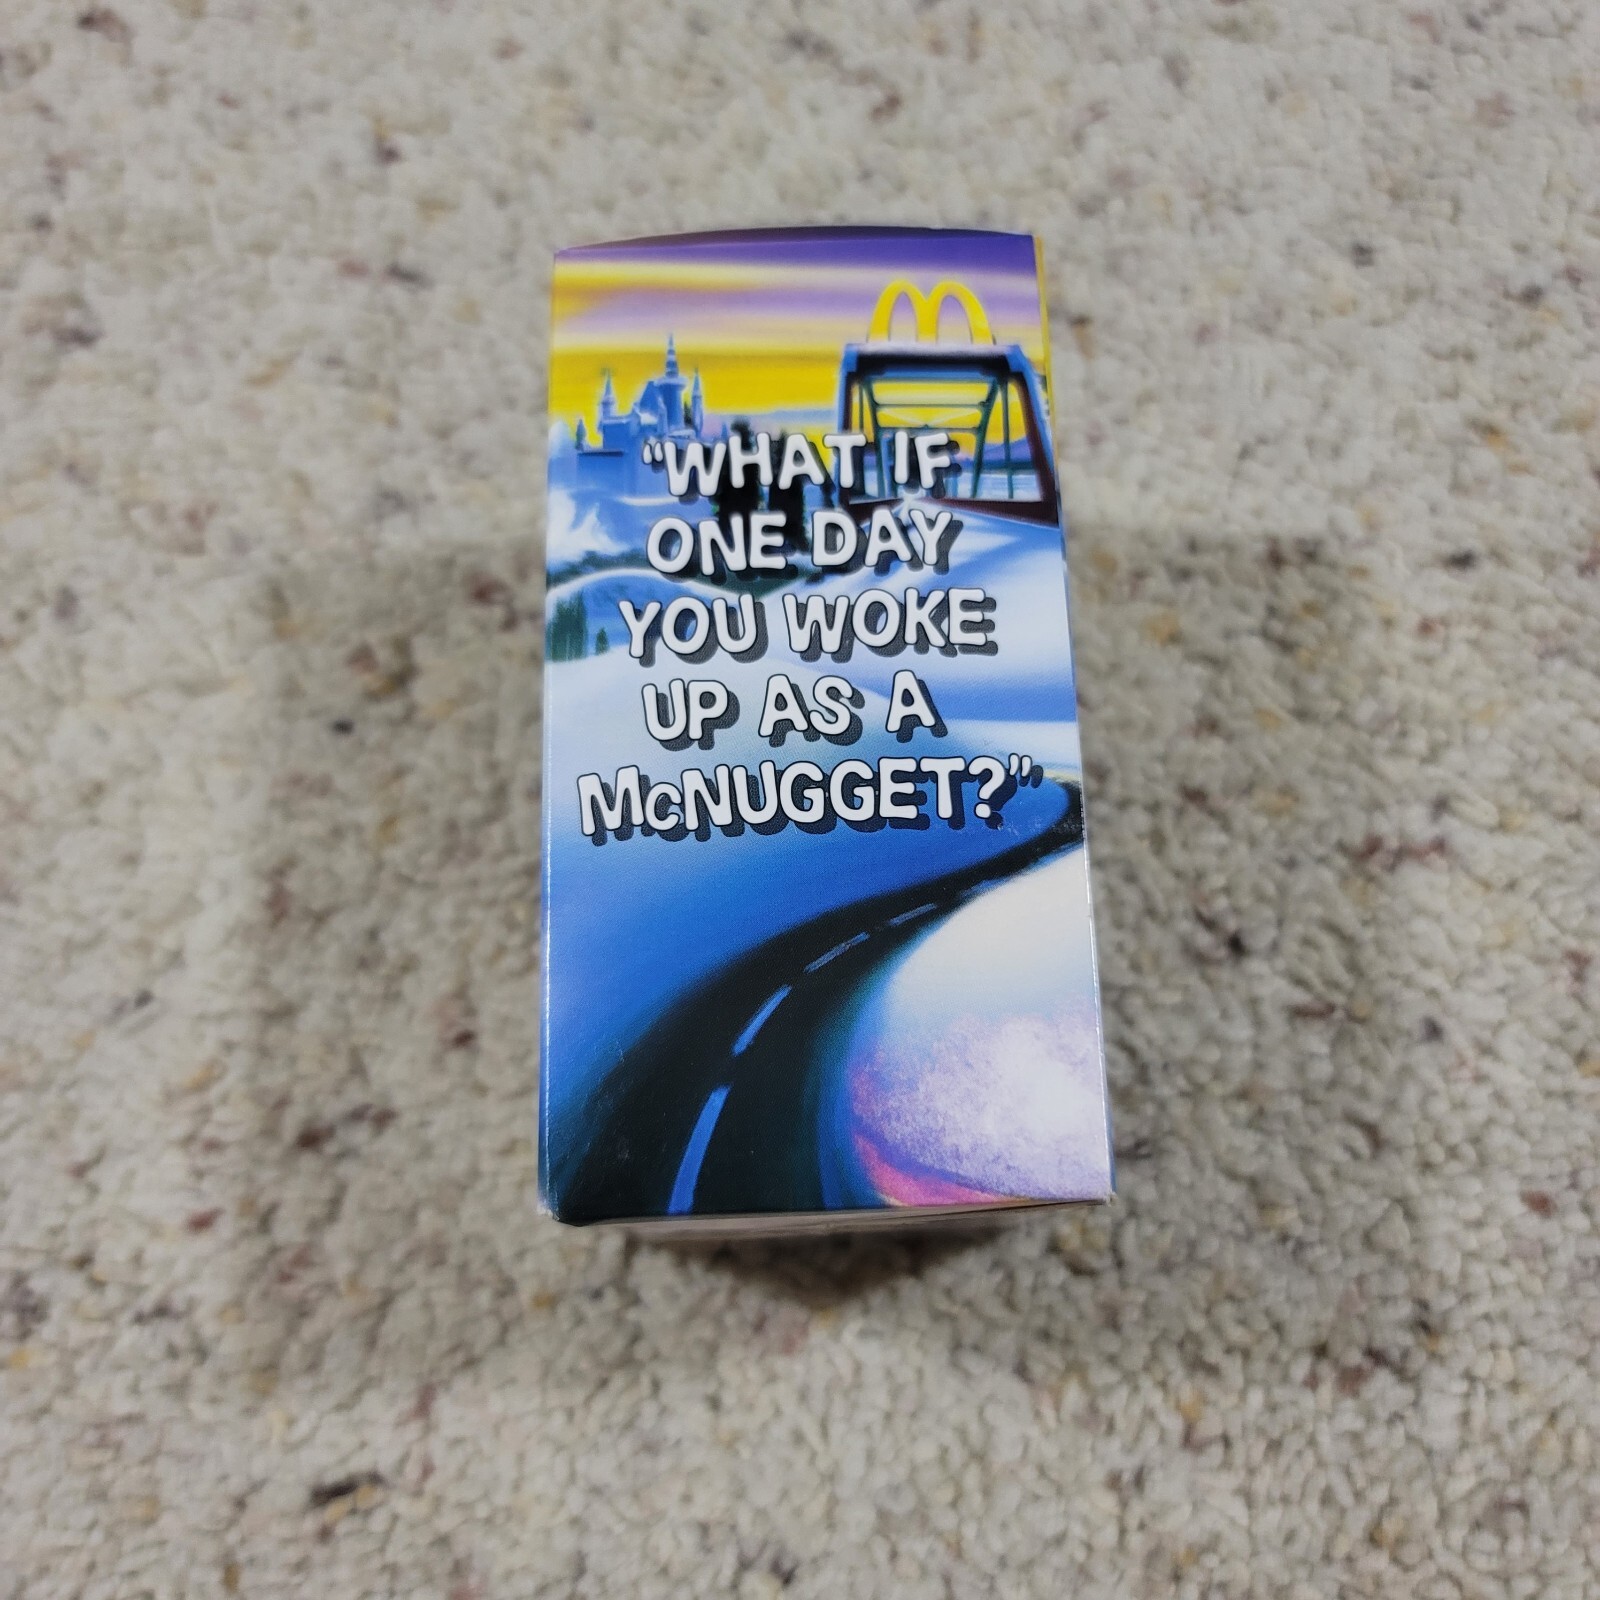 “WHAT IF
ONE DAY
YOU WOKE
UP AS A
McNUGGET?”